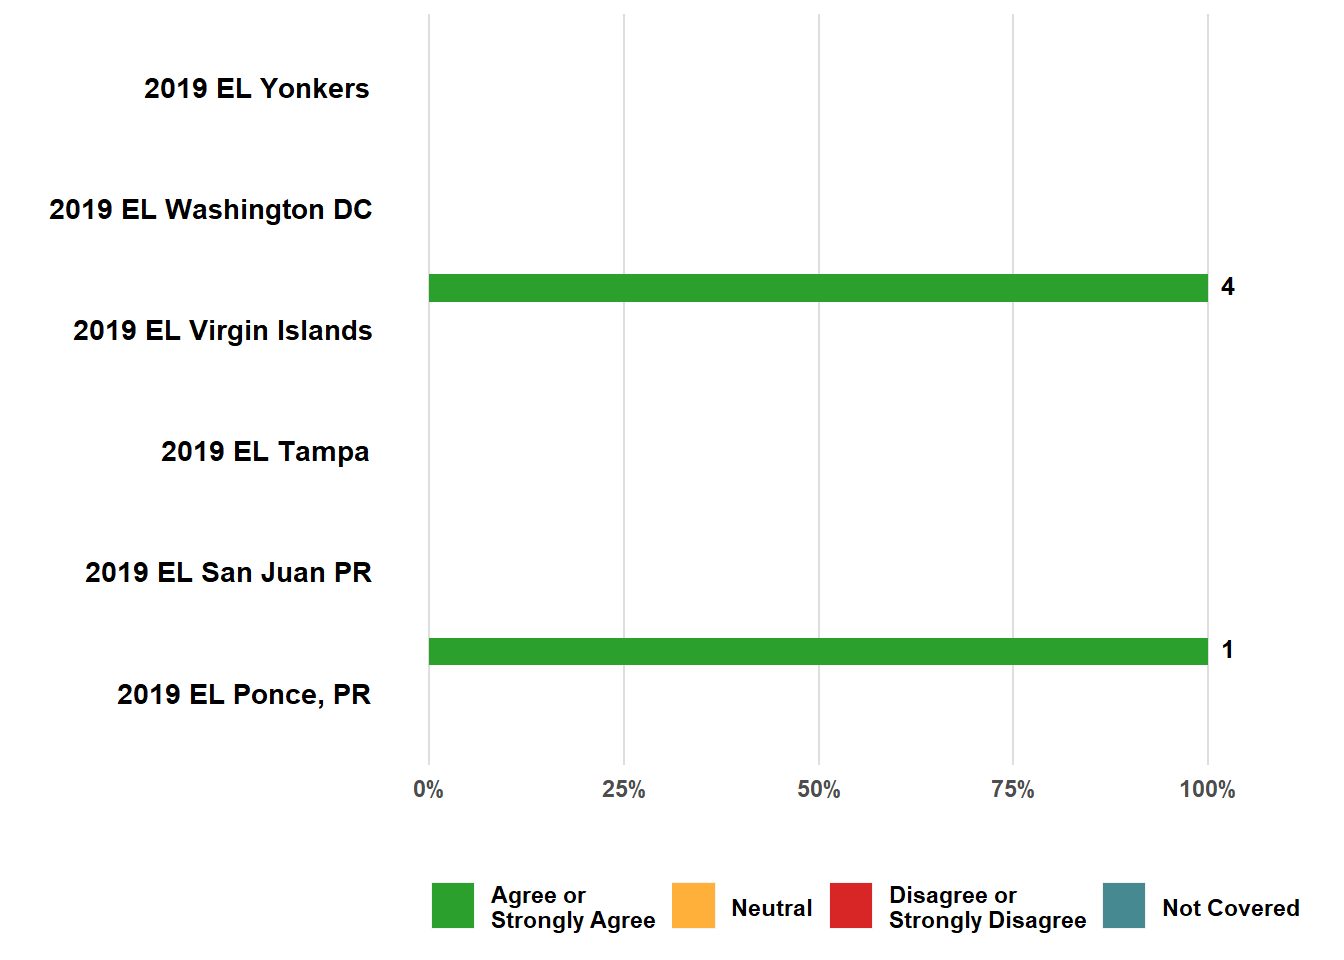 2019 EL Yonkers
2019 EL Washington DC
4
2019 EL Virgin Islands
2019 EL Tampa
2019 EL San Juan PR
1
2019 EL Ponce, PR
0% 25% 50% 75% 100%
Agree or
Strongly Agree
Neutral
Disagree or
Strongly Disagree
Not Covered